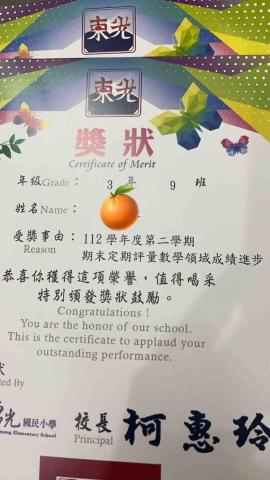 東光
東光
獎狀
Certificate of Merit
年級Grade： 3 年 9 班
姓名Name：
受獎事由：112學年度第二學期
Reason 期末定期評量數學領域成績進步
恭喜你獲得這項榮譽，值得喝采
特別頒發獎狀鼓勵。
Congratulations !
You are the honor of our school.
This is the certificate to applaud your
outstanding performance.
ted By
光 國民小學
Elementary School
校長 柯惠玲
Principal